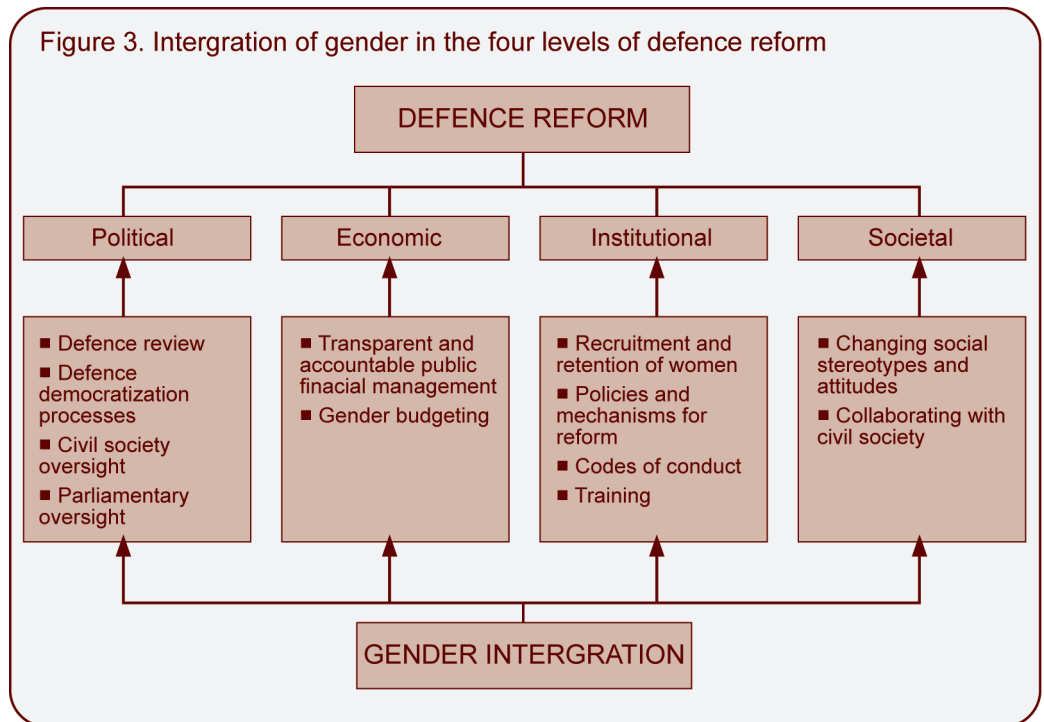 Figure 3. Intergration of gender in the four levels of defence reform
DEFENCE REFORM
Political
Economic
Institutional
Societal
■ Defence review
■ Defence
democratization
processes
■ Civil society
oversight
■ Parliamentary
oversight
■ Transparent and
accountable public
finacial management
■ Gender budgeting
■ Recruitment and
retention of women
■ Policies and
mechanisms for
reform
■ Codes of conduct
■ Training
■ Changing social
stereotypes and
attitudes
■ Collaborating with
civil society
GENDER INTERGRATION